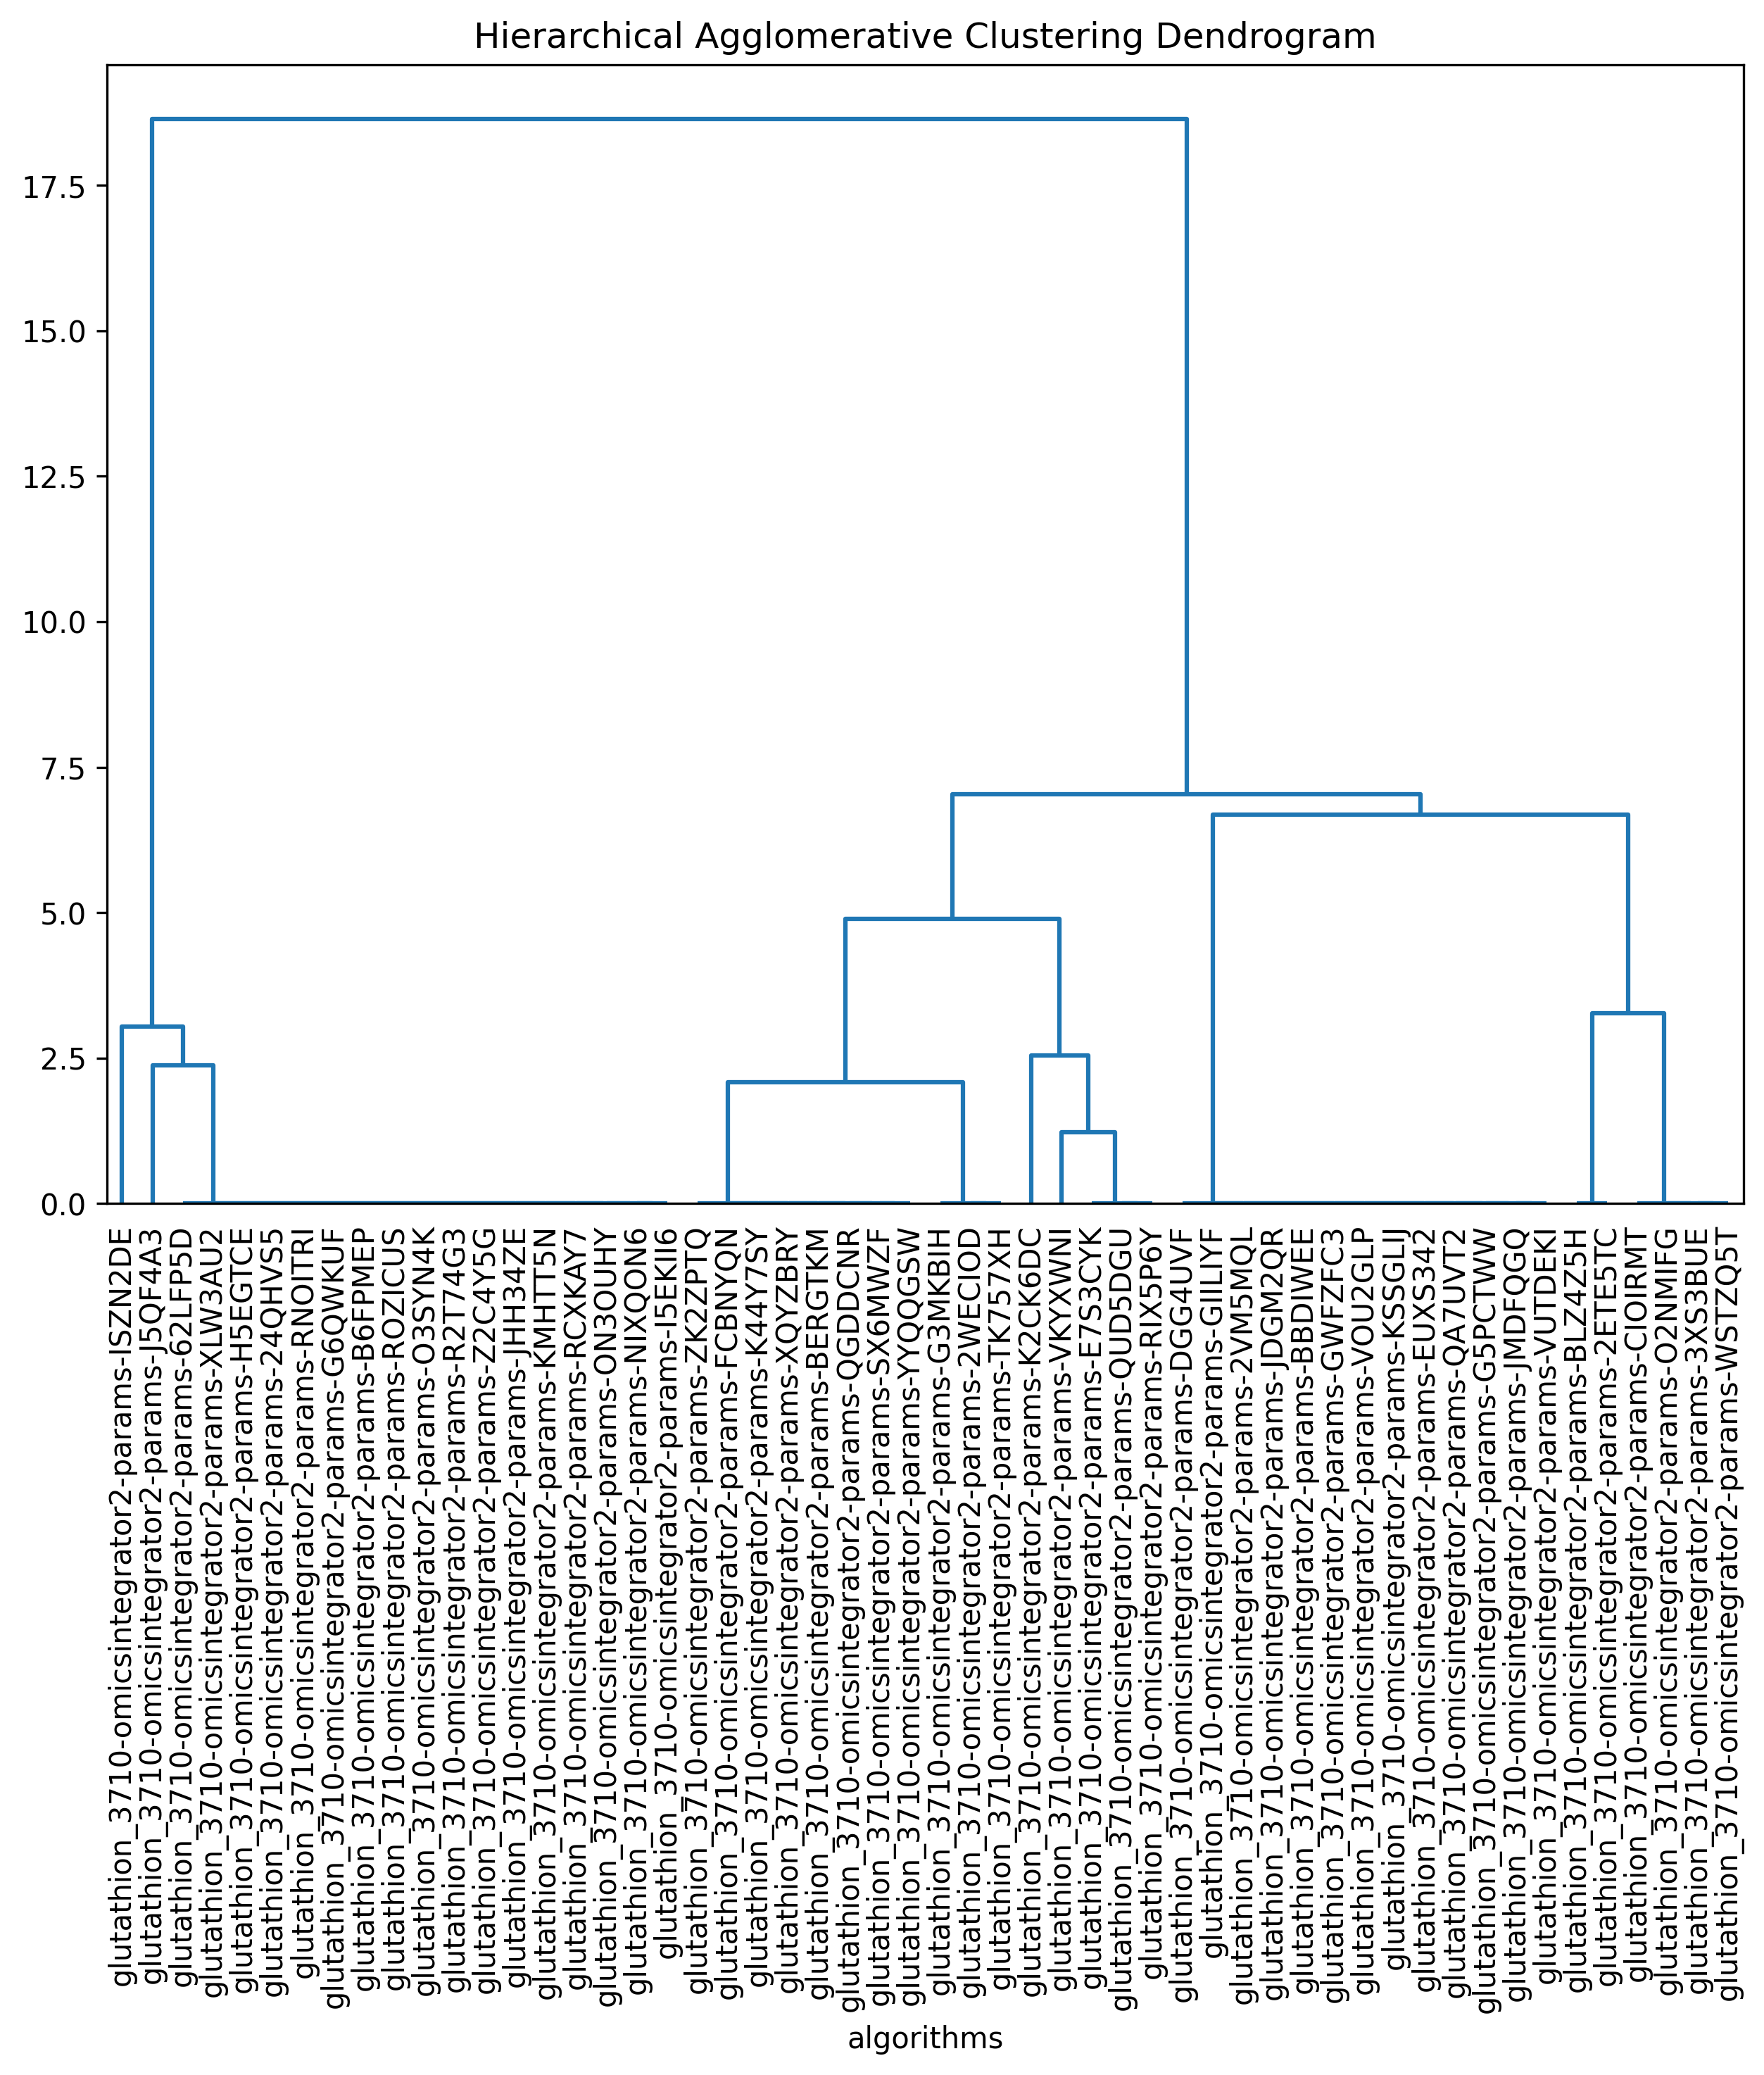 Hierarchical Agglomerative Clustering Dendrogram
17.5
15.0
12.5
10.0
7.5
5.0
2.5
0.0
glutathion_3710-omicsintegrator2-params-ISZN2DE
glutathion_3710-omicsintegrator2-params-J5QF4A3
glutathion_3710-omicsintegrator2-params-62LFP5D
glutathion_3710-omicsintegrator2-params-XLW3AU2
glutathion_3710-omicsintegrator2-params-H5EGTCE
glutathion_3710-omicsintegrator2-params-24QHVS5
glutathion_3710-omicsintegrator2-params-RNOITRI
glutathion_3710-omicsintegrator2-params-G6QWKUF
glutathion_3710-omicsintegrator2-params-B6FPMEP
glutathion_3710-omicsintegrator2-params-ROZICUS
glutathion_3710-omicsintegrator2-params-O3SYN4K
glutathion_3710-omicsintegrator2-params-R2T74G3
glutathion_3710-omicsintegrator2-params-Z2C4Y5G
glutathion_3710-omicsintegrator2-params-JHH34ZE
glutathion_3710-omicsintegrator2-params-KMHTT5N
glutathion_3710-omicsintegrator2-params-RCXKAY7
glutathion_3710-omicsintegrator2-params-ON3OUHY
glutathion_3710-omicsintegrator2-params-NIXQON6
glutathion_3710-omicsintegrator2-params-I5EKII6
glutathion_3710-omicsintegrator2-params-ZK2ZPTQ
glutathion_3710-omicsintegrator2-params-FCBNYQN
glutathion_3710-omicsintegrator2-params-K44Y7SY
glutathion_3710-omicsintegrator2-params-XQYZBRY
glutathion_3710-omicsintegrator2-params-BERGTKM
glutathion_3710-omicsintegrator2-params-QGDDCNR
glutathion_3710-omicsintegrator2-params-SX6MWZF
glutathion_3710-omicsintegrator2-params-YYQQGSW
glutathion_3710-omicsintegrator2-params-G3MKBIH
glutathion_3710-omicsintegrator2-params-2WECIOD
glutathion_3710-omicsintegrator2-params-TK757XH
glutathion_3710-omicsintegrator2-params-K2CK6DC
glutathion_3710-omicsintegrator2-params-VKYXWNI
glutathion_3710-omicsintegrator2-params-E7S3CYK
glutathion_3710-omicsintegrator2-params-QUD5DGU
glutathion_3710-omicsintegrator2-params-RIX5P6Y
glutathion_3710-omicsintegrator2-params-DGG4UVF
glutathion_3710-omicsintegrator2-params-GIILIYF
glutathion_3710-omicsintegrator2-params-2VM5MQL
glutathion_3710-omicsintegrator2-params-JDGM2QR
glutathion_3710-omicsintegrator2-params-BBDIWEE
glutathion_3710-omicsintegrator2-params-GWFZFC3
glutathion_3710-omicsintegrator2-params-VOU2GLP
glutathion_3710-omicsintegrator2-params-KSSGLIJ
glutathion_3710-omicsintegrator2-params-EUXS342
glutathion_3710-omicsintegrator2-params-QA7UVT2
glutathion_3710-omicsintegrator2-params-G5PCTWW
glutathion_3710-omicsintegrator2-params-JMDFQGQ
glutathion_3710-omicsintegrator2-params-VUTDEKI
glutathion_3710-omicsintegrator2-params-BLZ4Z5H
glutathion_3710-omicsintegrator2-params-2ETE5TC
glutathion_3710-omicsintegrator2-params-CIOIRMT
glutathion_3710-omicsintegrator2-params-O2NMIFG
glutathion_3710-omicsintegrator2-params-3XS3BUE
glutathion_3710-omicsintegrator2-params-WSTZQ5T
algorithms